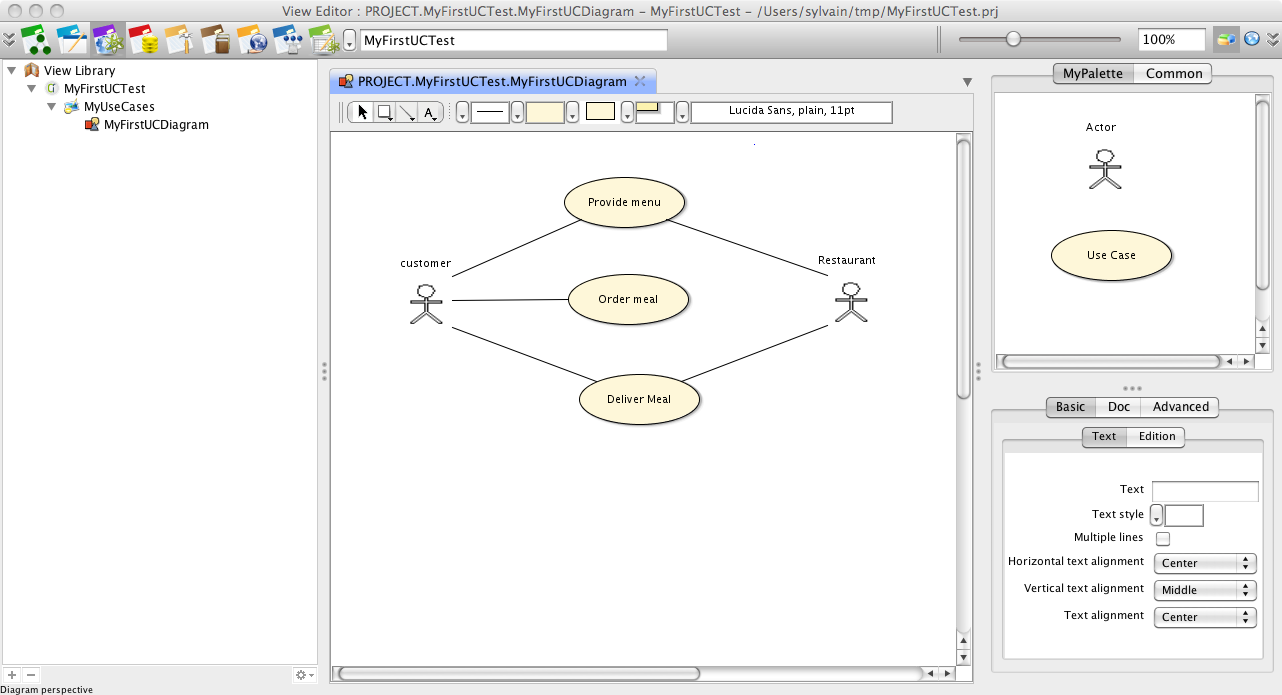 View Editor : PROJECT.MyFirstUCTest.MyFirstUCDiagram – MyFirstUCTest – /Users/sylvain/tmp/MyFirstUCTest.prj
MyFirstUCTest
100%
View Library
MyFirstUCTest
MyUseCases
MyFirstUCDiagram
PROJECT.MyFirstUCTest.MyFirstUCDiagram
A
Lucida Sans, plain, 11pt
Provide menu
customer
Restaurant
Order meal
Deliver Meal
MyPalette
Common
Actor
Use Case
Basic
Doc
Advanced
Text
Edition
Text
Text style
Multiple lines
Horizontal text alignment
Center
Vertical text alignment
Middle
Text alignment
Center
Diagram perspective